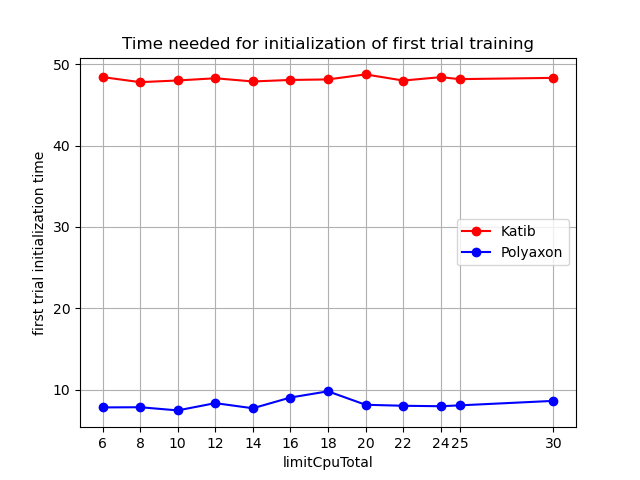 Time needed for initialization of first trial training
first trial initialization time
50
40
30
20
10
Katib
Polyaxon
6 8 10 12 14 16 18 20 22 24 25 30
limitCpuTotal